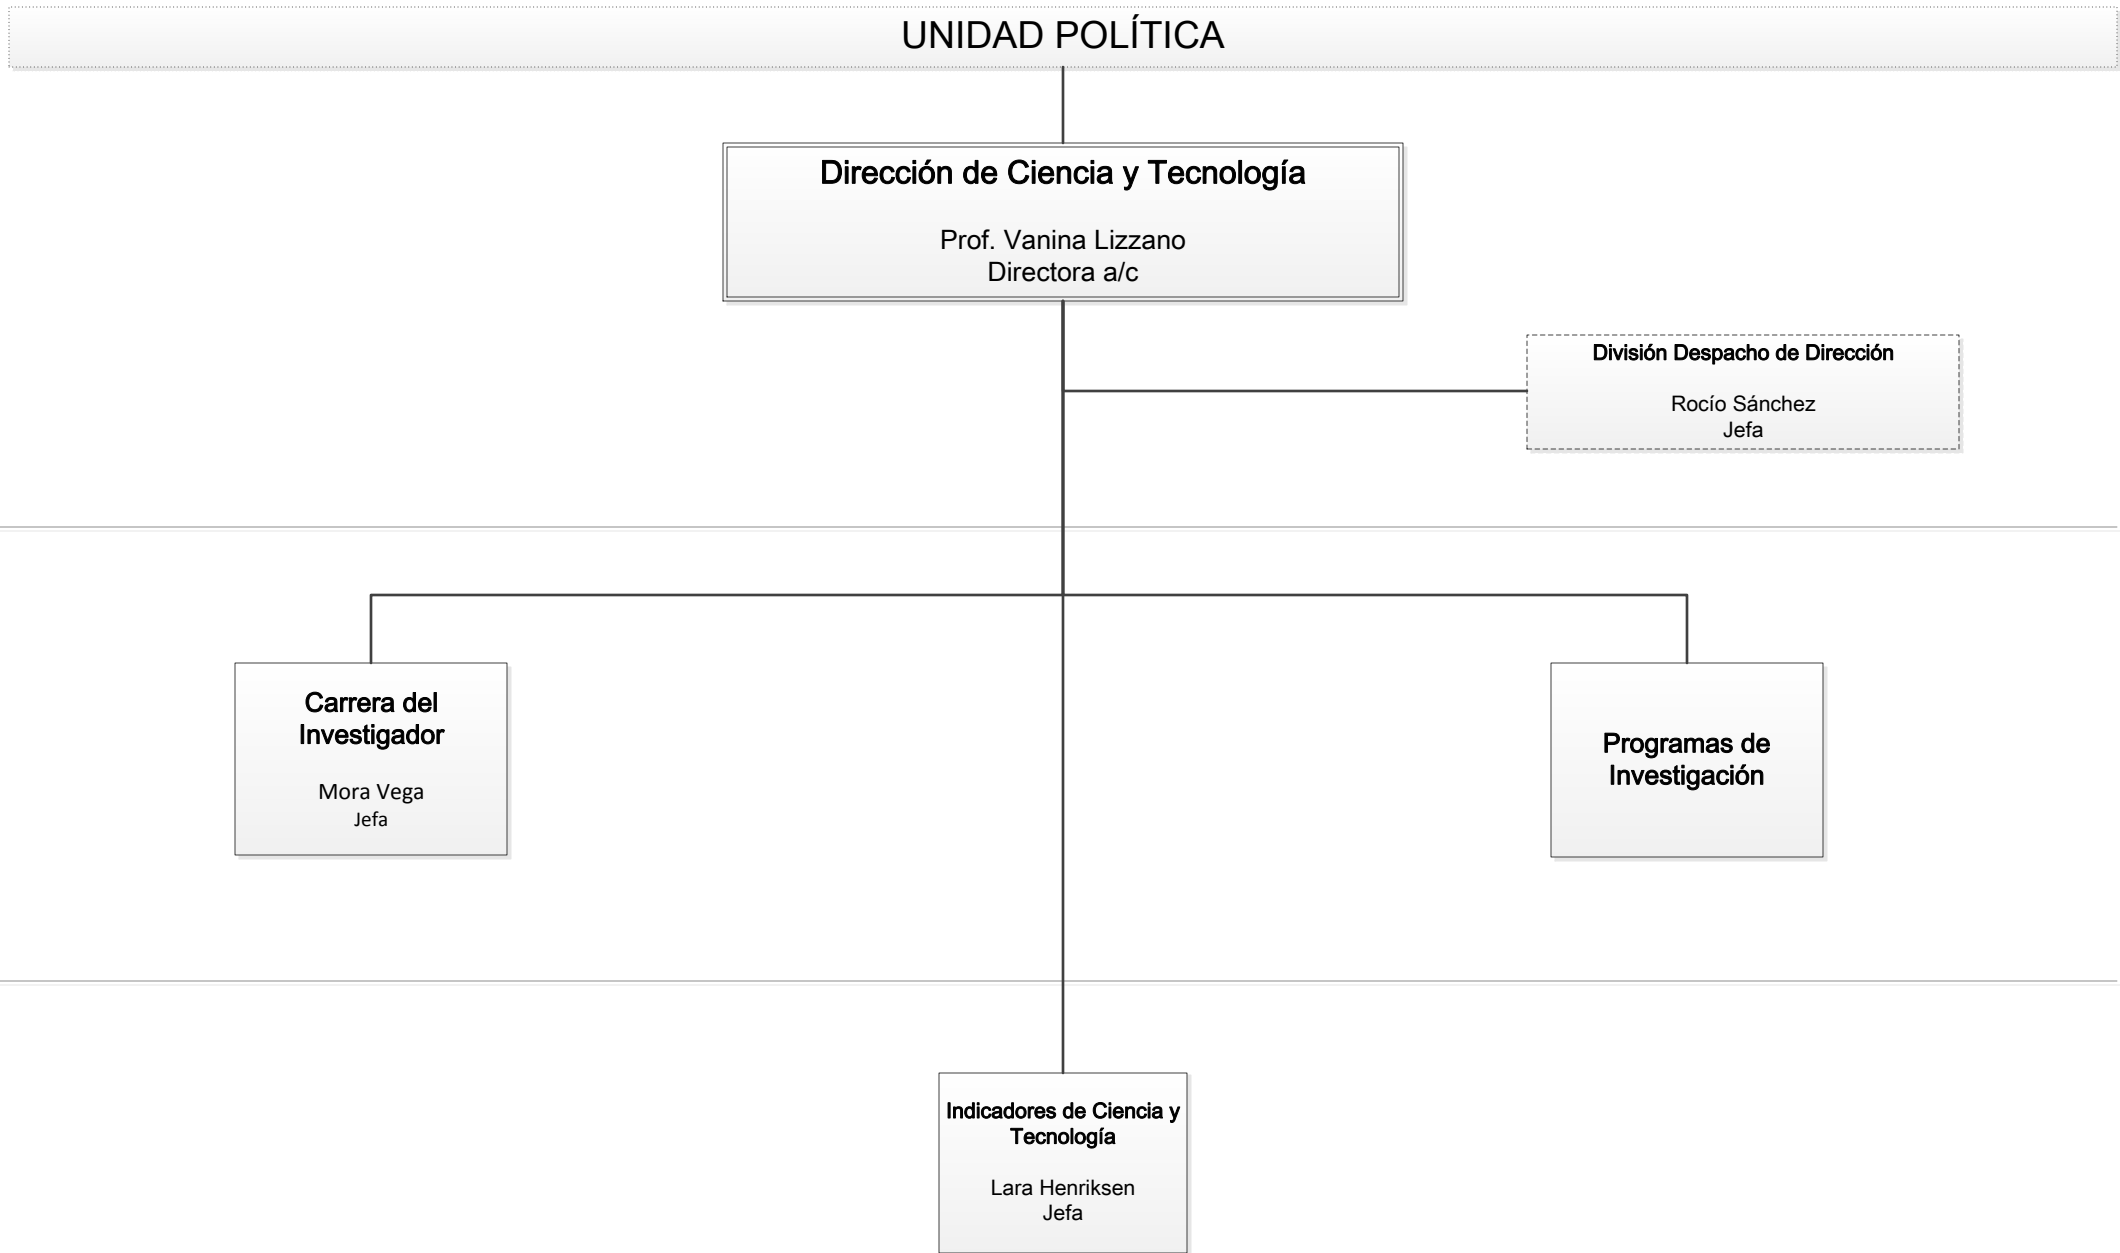 UNIDAD POLÍTICA
Dirección de Ciencia y Tecnología
Prof. Vanina Lizzano
Directora a/c
División Despacho de Dirección
Rocío Sánchez
Jefa
Carrera del
Investigador
Mora Vega
Jefa
Programas de
Investigación
Indicadores de Ciencia y
Tecnología
Lara Henriksen
Jefa